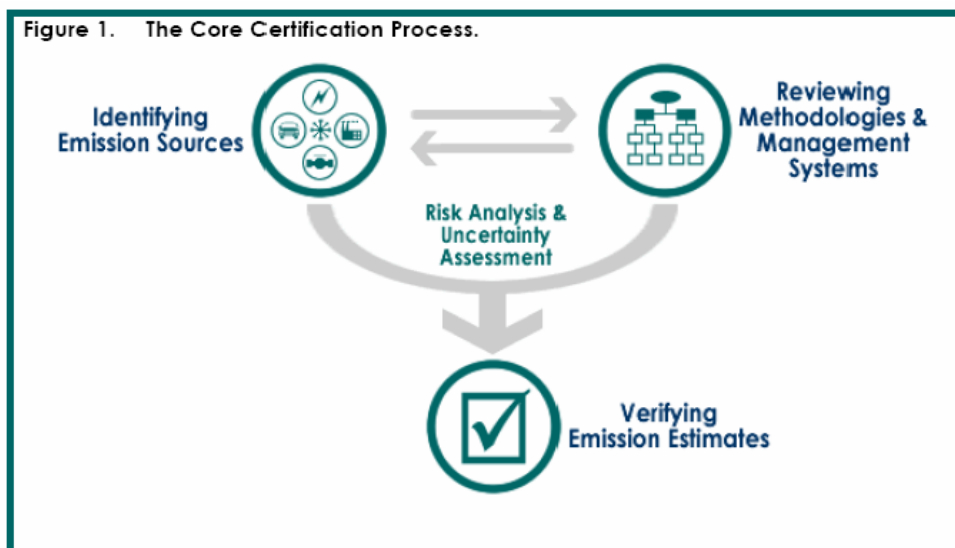 Figure 1. The Core Certification Process.
Identifying
Emission Sources
Reviewing
Methodologies &
Management
Systems
Risk Analysis &
Uncertainty
Assessment
Verifying
Emission Estimates